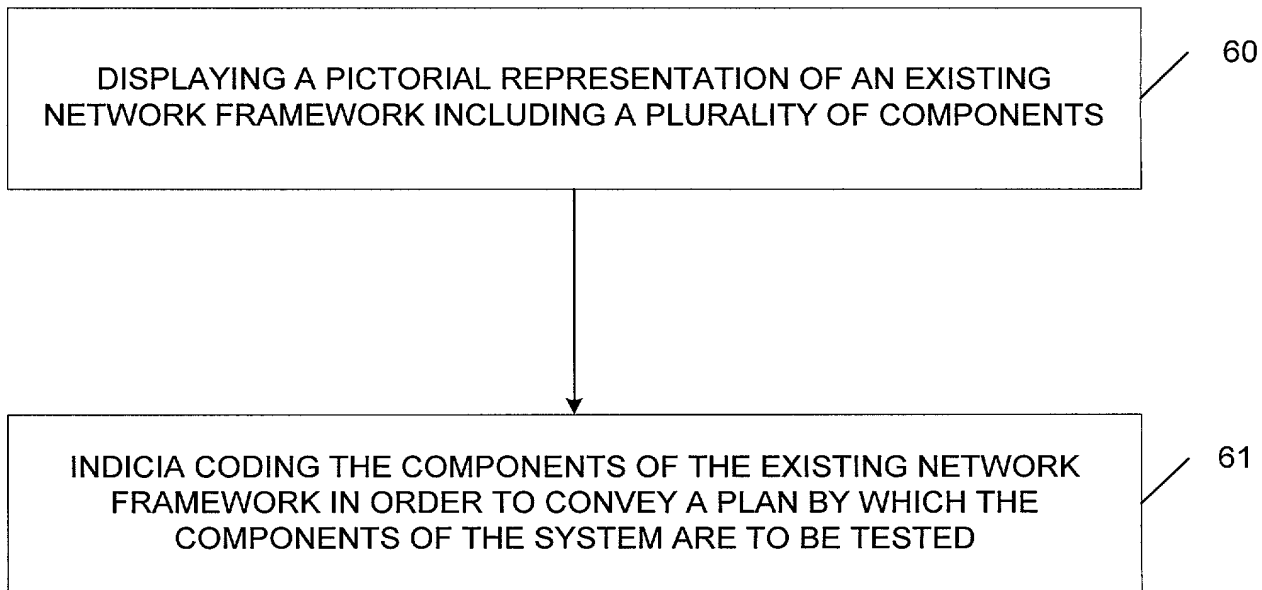 DISPLAYING A PICTORIAL REPRESENTATION OF AN EXISTING
NETWORK FRAMEWORK INCLUDING A PLURALITY OF COMPONENTS
60
INDICIA CODING THE COMPONENTS OF THE EXISTING NETWORK
FRAMEWORK IN ORDER TO CONVEY A PLAN BY WHICH THE
COMPONENTS OF THE SYSTEM ARE TO BE TESTED
61